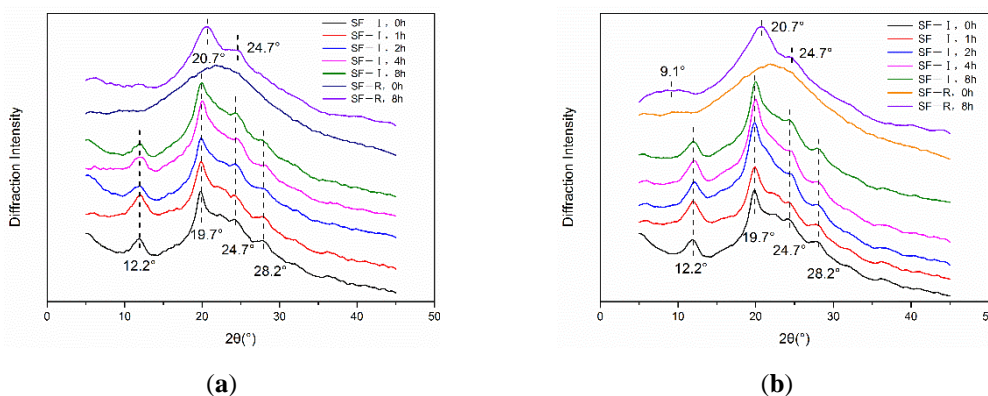 SF－Ⅰ, 0h
SF－Ⅰ, 1h
SF－Ⅰ, 2h
SF－Ⅰ, 4h
SF－Ⅰ, 8h
SF－R, 0h
SF－R, 8h
20.7°
24.7°
12.2°
19.7°
24.7°
28.2°
Diffraction Intensity
0
10
20
30
40
50
2θ(°)
(a)
SF－Ⅰ, 0h
SF－Ⅰ, 1h
SF－Ⅰ, 2h
SF－Ⅰ, 4h
SF－Ⅰ, 8h
SF－R, 0h
SF－R, 8h
20.7°
24.7°
9.1°
12.2°
19.7°
24.7°
28.2°
Diffraction Intensity
0
10
20
30
40
2θ(°)
(b)